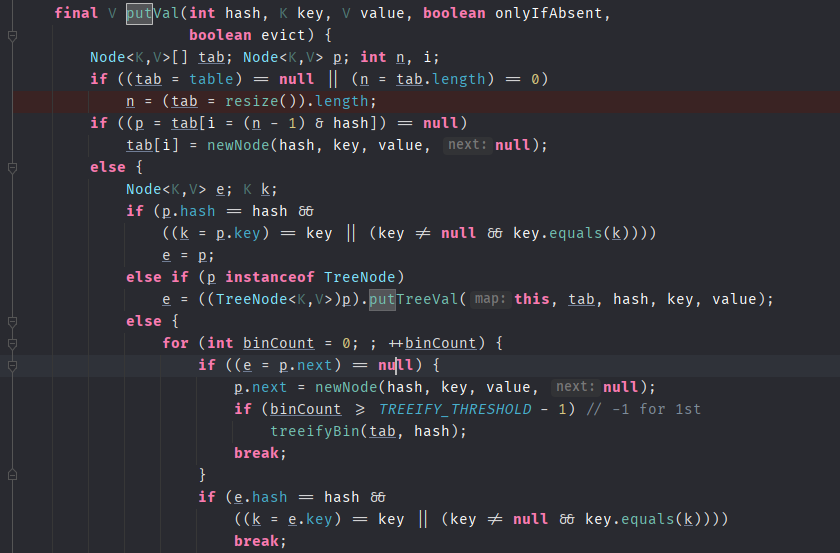 final V putVal(int hash, K key, V value, boolean onlyIfAbsent,
boolean evict) {
Node<K,V>[] tab; Node<K,V> p; int n, i;
if ((tab = table) == null || (n = tab.length) == 0)
n = (tab = resize()).length;
if ((p = tab[i = (n - 1) & hash]) == null)
tab[i] = newNode(hash, key, value, next: null);
else {
Node<K,V> e; K k;
if (p.hash == hash &&
((k = p.key) == key || (key != null && key.equals(k))))
e = p;
else if (p instanceof TreeNode)
e = ((TreeNode<K,V>)p).putTreeVal( map: this, tab, hash, key, value);
else {
for (int binCount = 0; ; ++binCount) {
if ((e = p.next) == null) {
p.next = newNode(hash, key, value, next: null);
if (binCount >= TREEIFY_THRESHOLD - 1) // -1 for 1st
treeifyBin(tab, hash);
break;
}
if (e.hash == hash &&
((k = e.key) == key || (key != null && key.equals(k))))
break;